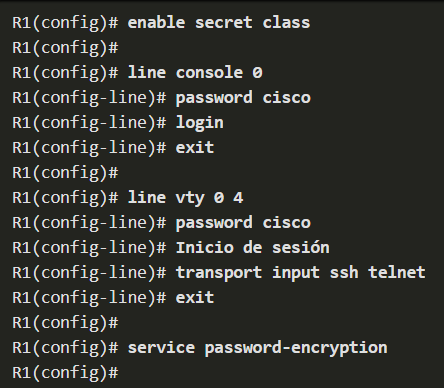 R1(config)# enable secret class
R1(config)#
R1(config)# line console 0
R1(config-line)# password cisco
R1(config-line)# login
R1(config-line)# exit
R1(config)#
R1(config)# line vty 0 4
R1(config-line)# password cisco
R1(config-line)# Inicio de sesión
R1(config-line)# transport input ssh telnet
R1(config-line)# exit
R1(config)#
R1(config)# service password-encryption
R1(config)#